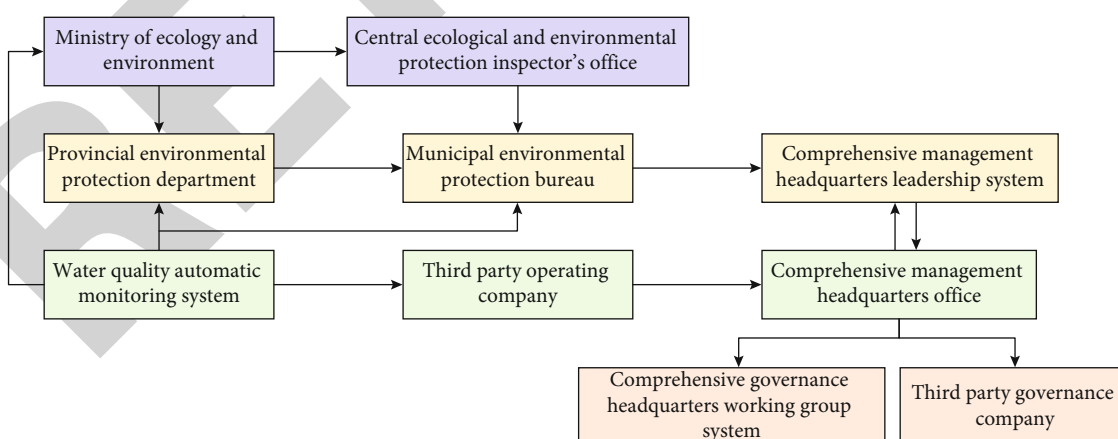 Ministry of ecology and
environment
Central ecological and environmental
protection inspector's office
Provincial environmental
protection department
Municipal environmental
protection bureau
Comprehensive management
headquarters leadership system
Water quality automatic
monitoring system
Third party operating
company
Comprehensive management
headquarters office
Comprehensive governance
headquarters working group
system
Third party governance
company